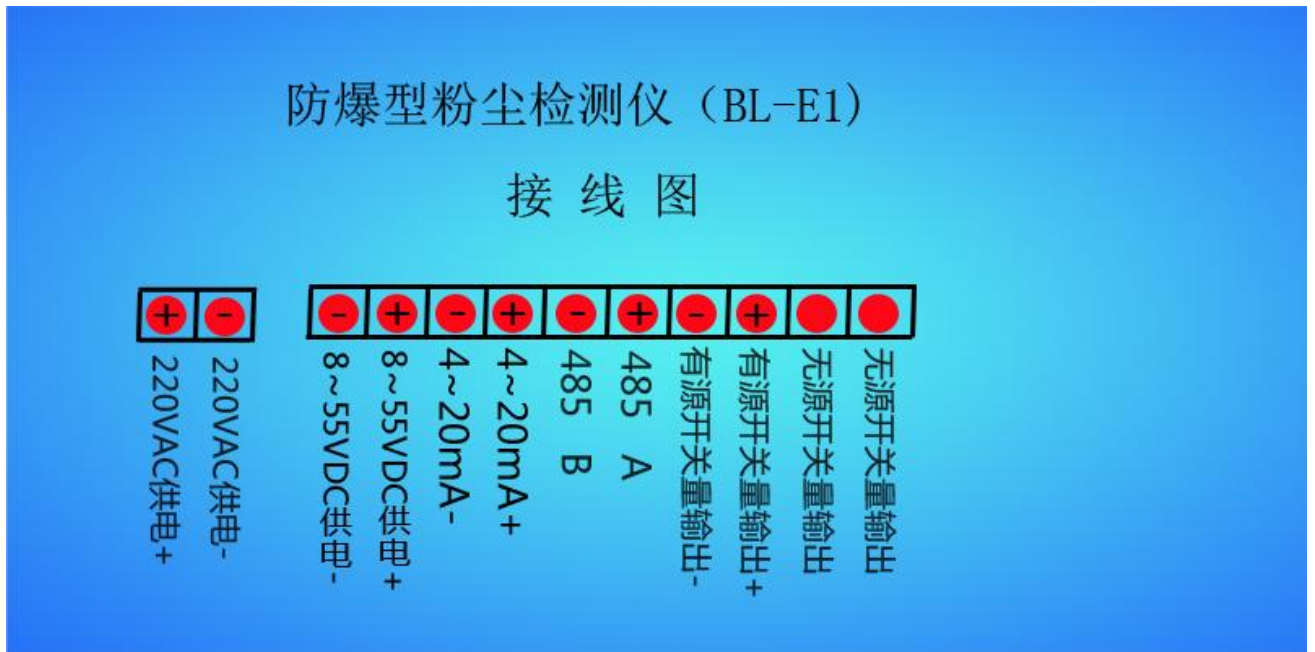 防爆型粉尘检测仪（BL-E1）
接 线 图
+
-
-
+
-
+
-
+
-
+
220VAC供电+
220VAC供电-
8~55VDC供电-
8~55VDC供电+
4~20mA-
4~20mA+
485 B
485 A
有源开关量输出-
有源开关量输出+
无源开关量输出
无源开关量输出